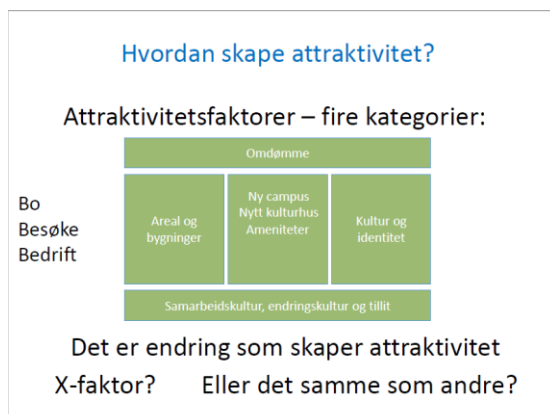 Hvordan skape attraktivitet?
Attraktivitetsfaktorer – fire kategorier:
Omdømme
Bo
Besøke
Bedrift
Areal og
bygninger
Ny campus
Nytt kulturhus
Ameniteter
Kultur og
identitet
Samarbeidskultur, endringskultur og tillit
Det er endring som skaper attraktivitet
X-faktor? Eller det samme som andre?